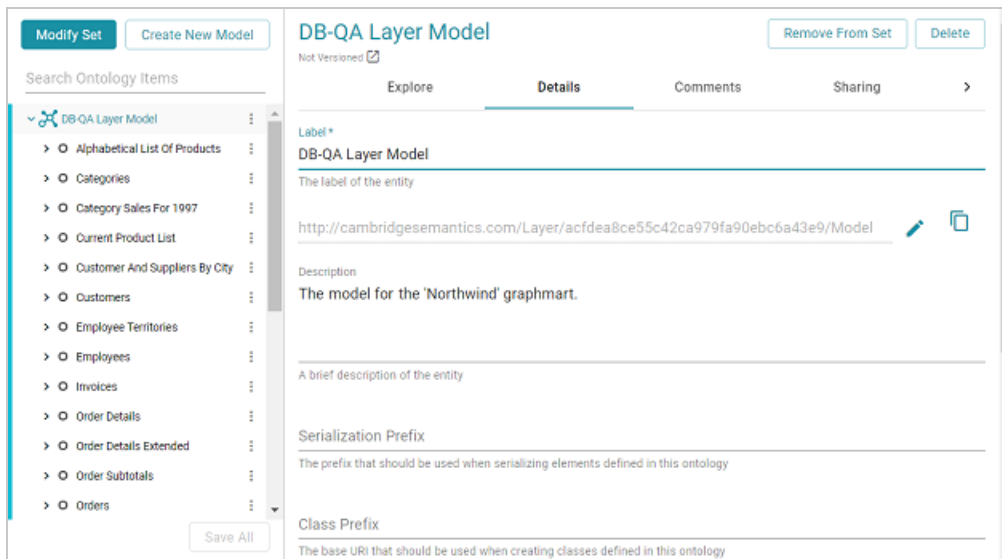 Modify Set
Create New Model
Search Ontology Items
DB-QA Layer Model
Alphabetical List Of Products
Categories
Category Sales For 1997
Current Product List
Customer And Suppliers By City
Customers
Employee Territories
Employees
Invoices
Order Details
Order Details Extended
Order Subtotals
Orders
Save All
DB-QA Layer Model
Remove From Set
Delete
Not Versioned
Explore
Details
Comments
Sharing
Label *
DB-QA Layer Model
The label of the entity
http://cambridgesemantics.com/Layer/acfdea8ce55c42ca979fa90ebc6a43e9/Model
Description
The model for the 'Northwind' graphmart.
A brief description of the entity
Serialization Prefix
The prefix that should be used when serializing elements defined in this ontology
Class Prefix
The base URI that should be used when creating classes defined in this ontology